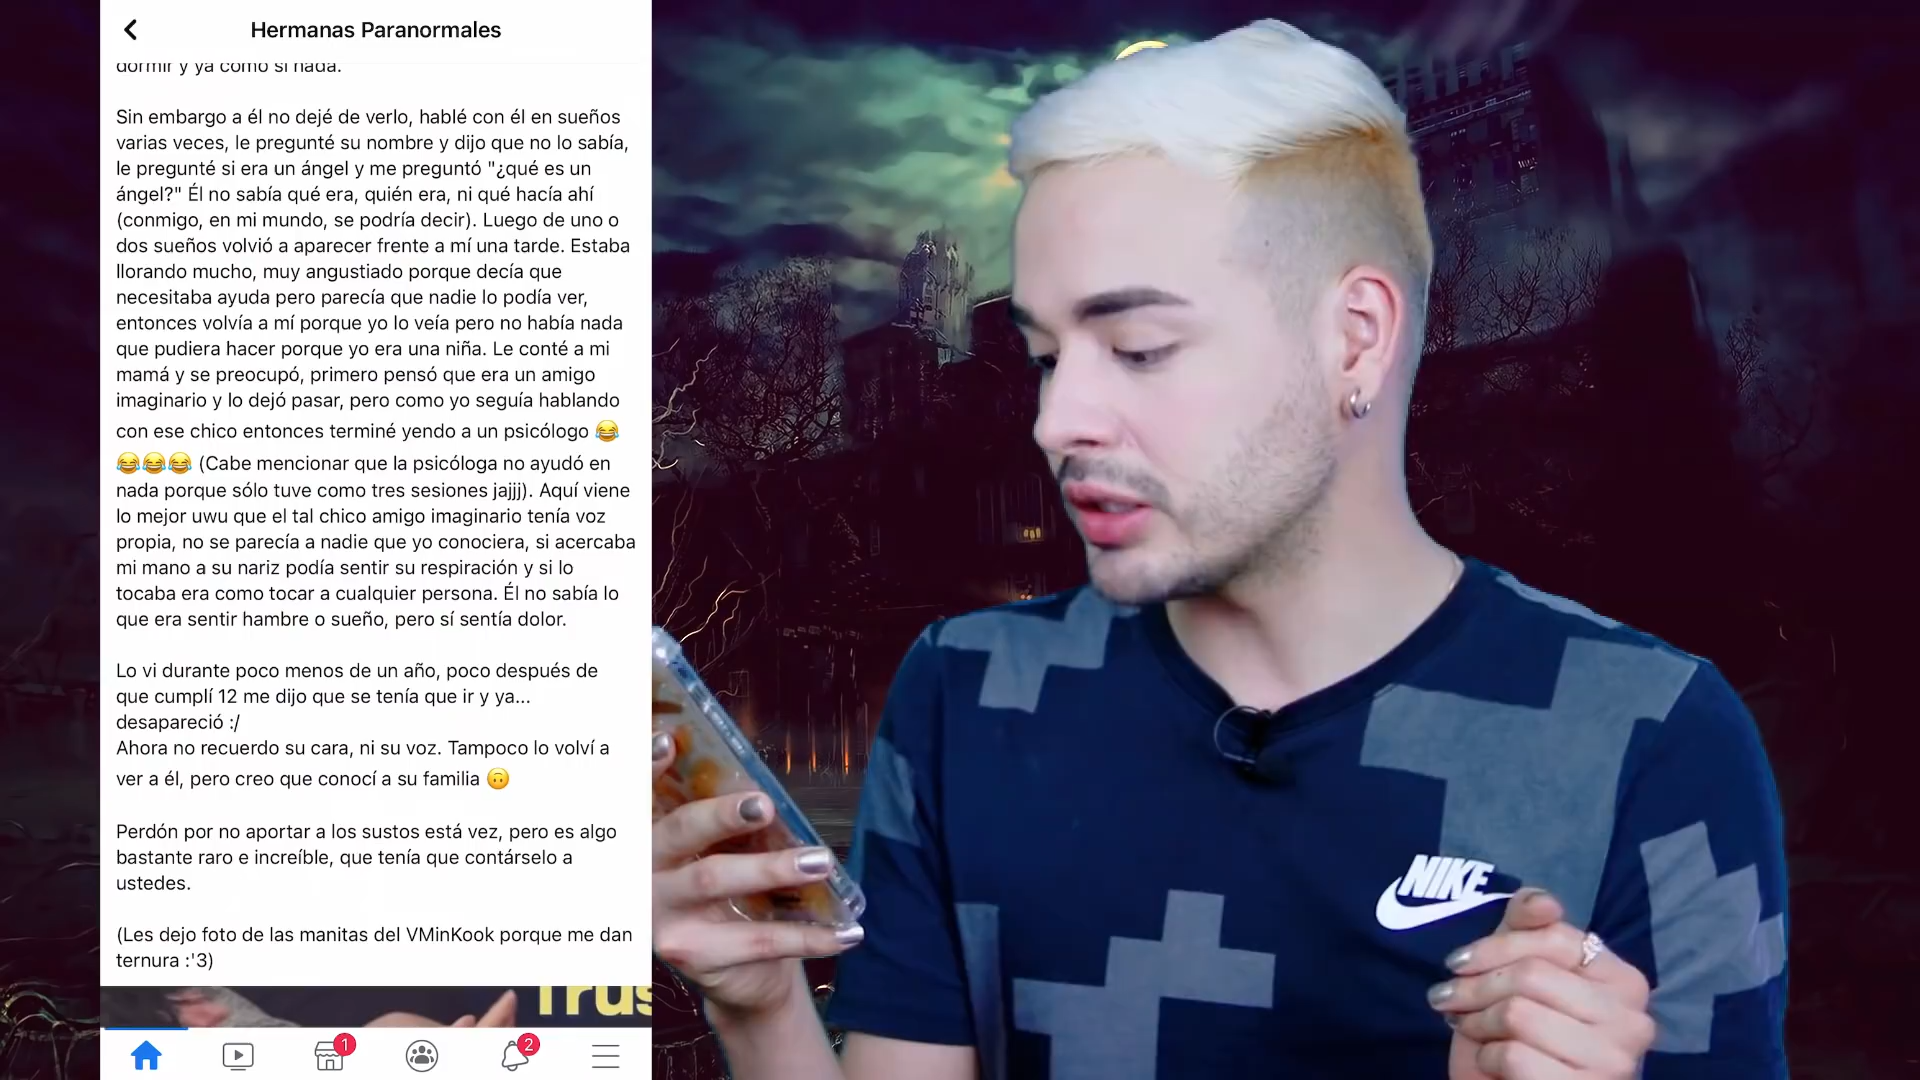 Hermanas Paranormales
dormir y ya como si nada.
Sin embargo a él no dejé de verlo, hablé con él en sueños
varias veces, le pregunté su nombre y dijo que no lo sabía,
le pregunté si era un ángel y me preguntó "¿qué es un
ángel?" Él no sabía qué era, quién era, ni qué hacía ahí
(conmigo, en mi mundo, se podría decir). Luego de uno o
dos sueños volvió a aparecer frente a mí una tarde. Estaba
llorando mucho, muy angustiado porque decía que
necesitaba ayuda pero parecía que nadie lo podía ver,
entonces volvía a mí porque yo lo veía pero no había nada
que pudiera hacer porque yo era una niña. Le conté a mi
mamá y se preocupó, primero pensó que era un amigo
imaginario y lo dejó pasar, pero como yo seguía hablando
con ese chico entonces terminé yendo a un psicólogo 😂
😂😂😂 (Cabe mencionar que la psicóloga no ayudó en
nada porque sólo tuve como tres sesiones jajjj). Aquí viene
lo mejor uwu que el tal chico amigo imaginario tenía voz
propia, no se parecía a nadie que yo conociera, si acercaba
mi mano a su nariz podía sentir su respiración y si lo
tocaba era como tocar a cualquier persona. Él no sabía lo
que era sentir hambre o sueño, pero sí sentía dolor.
Lo vi durante poco menos de un año, poco después de
que cumplí 12 me dijo que se tenía que ir y ya...
desapareció :/
Ahora no recuerdo su cara, ni su voz. Tampoco lo volví a
ver a él, pero creo que conocí a su familia 🙃
Perdón por no aportar a los sustos está vez, pero es algo
bastante raro e increíble, que tenía que contárselo a
ustedes.
(Les dejo foto de las manitas del VMinKook porque me dan
ternura :'3)
1
2
NIKE